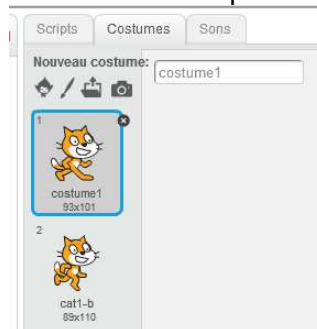 Scripts Costumes Sons
Nouveau costume:
costume1
1
costume1
93x101
2
cat1-b
89x110